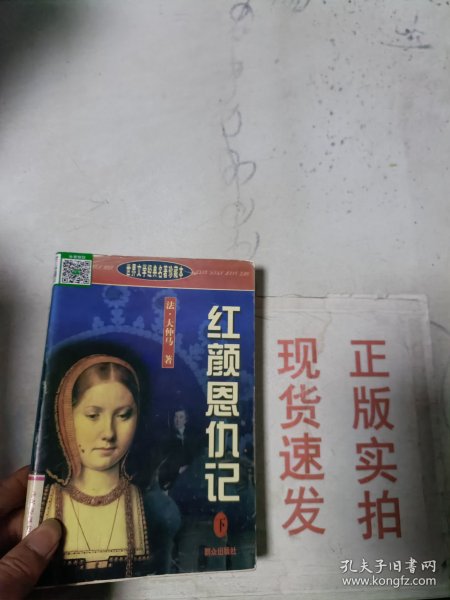 世界文学经典名著珍藏本
法·大仲马 著
红颜恩仇记
下
群众出版社
正版实拍
现货速发
孔夫子旧书网
www.kongfz.com